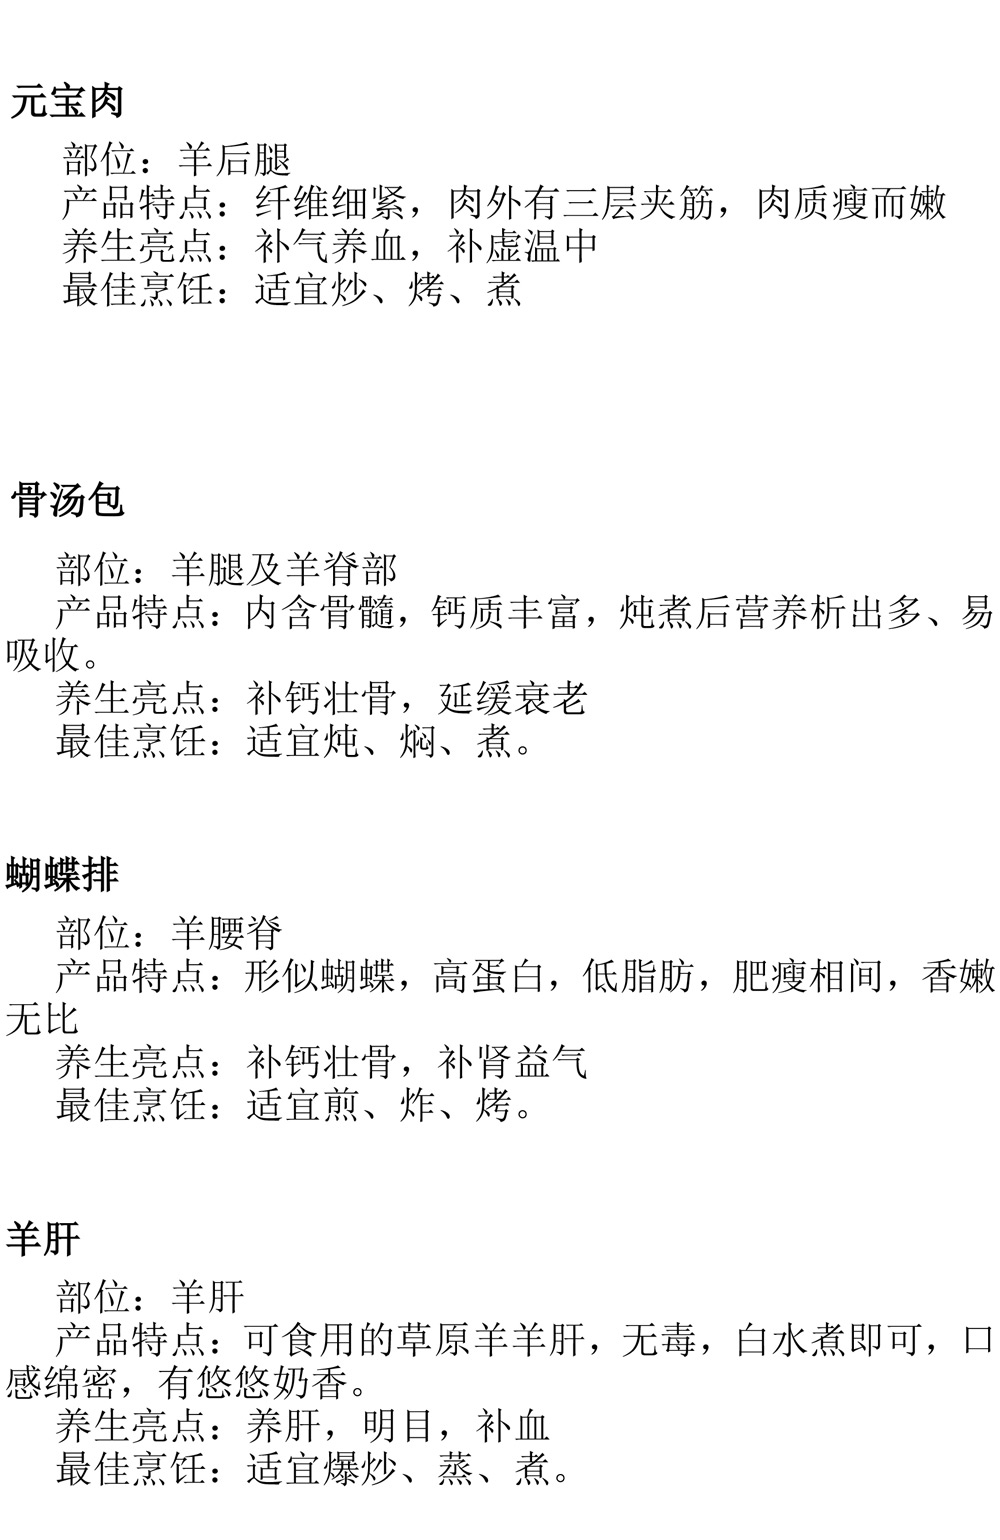 元宝肉
部位：羊后腿
产品特点：纤维细紧，肉外有三层夹筋，肉质瘦而嫩
养生亮点：补气养血，补虚温中
最佳烹饪：适宜炒、烤、煮
骨汤包
部位：羊腿及羊脊部
产品特点：内含骨髓，钙质丰富，炖煮后营养析出多、易
吸收。
养生亮点：补钙壮骨，延缓衰老
最佳烹饪：适宜炖、焖、煮。
蝴蝶排
部位：羊腰脊
产品特点：形似蝴蝶，高蛋白，低脂肪，肥瘦相间，香嫩
无比
养生亮点：补钙壮骨，补肾益气
最佳烹饪：适宜煎、炸、烤。
羊肝
部位：羊肝
产品特点：可食用的草原羊羊肝，无毒，白水煮即可，口
感绵密，有悠悠奶香。
养生亮点：养肝，明目，补血
最佳烹饪：适宜爆炒、蒸、煮。